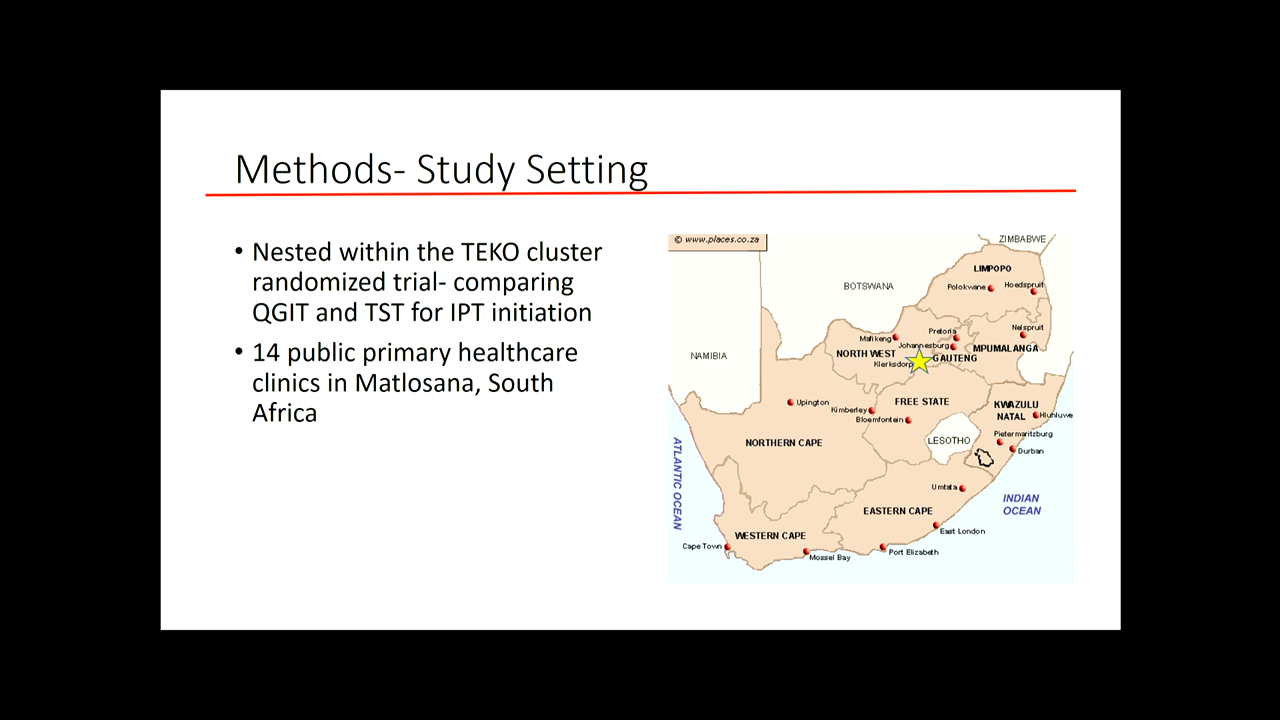 Methods- Study Setting
• Nested within the TEKO cluster
randomized trial- comparing
QGIT and TST for IPT initiation
• 14 public primary healthcare
clinics in Matlosana, South
Africa
© www.places.co.za
ZIMBABWE
LIMPOPO
Polokwane
Hoedspruit
BOTSWANA
Pretoria
Nelspruit
Mafikeng
Johannesburg
MPUMALANGA
NORTH WEST
GAUTENG
NAMIBIA
Klerksdorp
FREE STATE
KWAZULU
NATAL
Upington
Kimberley
Hluhluwe
Bloemfontein
Pietermaritzburg
NORTHERN CAPE
LESOTHO
Durban
ATLANTIC OCEAN
Umtata
INDIAN
OCEAN
EASTERN CAPE
East London
WESTERN CAPE
Cape Town
Port Elizabeth
Mossel Bay